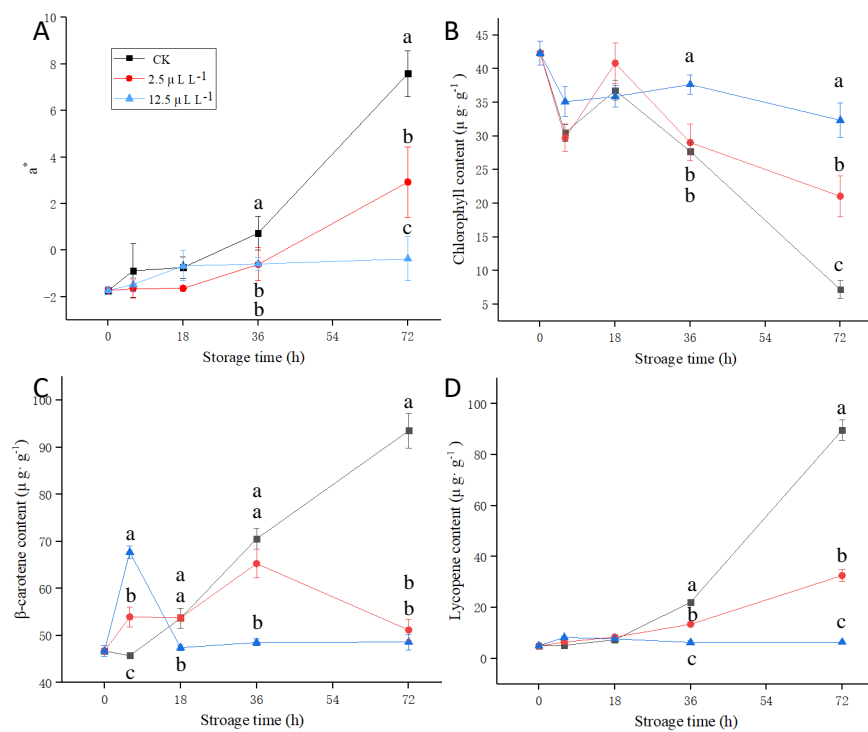 A
CK
2.5 μ L L⁻¹
12.5 μ L L⁻¹
10
8
6
4
2
0
−2
a*
a
a
b
c
b
b
0 18 36 54 72
Storage time (h)
B
45
40
35
30
25
20
15
10
5
Chlorophyll content (μ g· g⁻¹)
a
a
b
b
b
c
0 18 36 54 72
Stroage time (h)
C
100
90
80
70
60
50
40
β-carotene content (μ g· g⁻¹)
a
b
c
a
a
b
a
a
b
a
b
b
0 18 36 54 72
Stroage time (h)
D
100
80
60
40
20
0
Lycopene content (μ g· g⁻¹)
a
b
c
a
b
c
0 18 36 54 72
Stroage time (h)